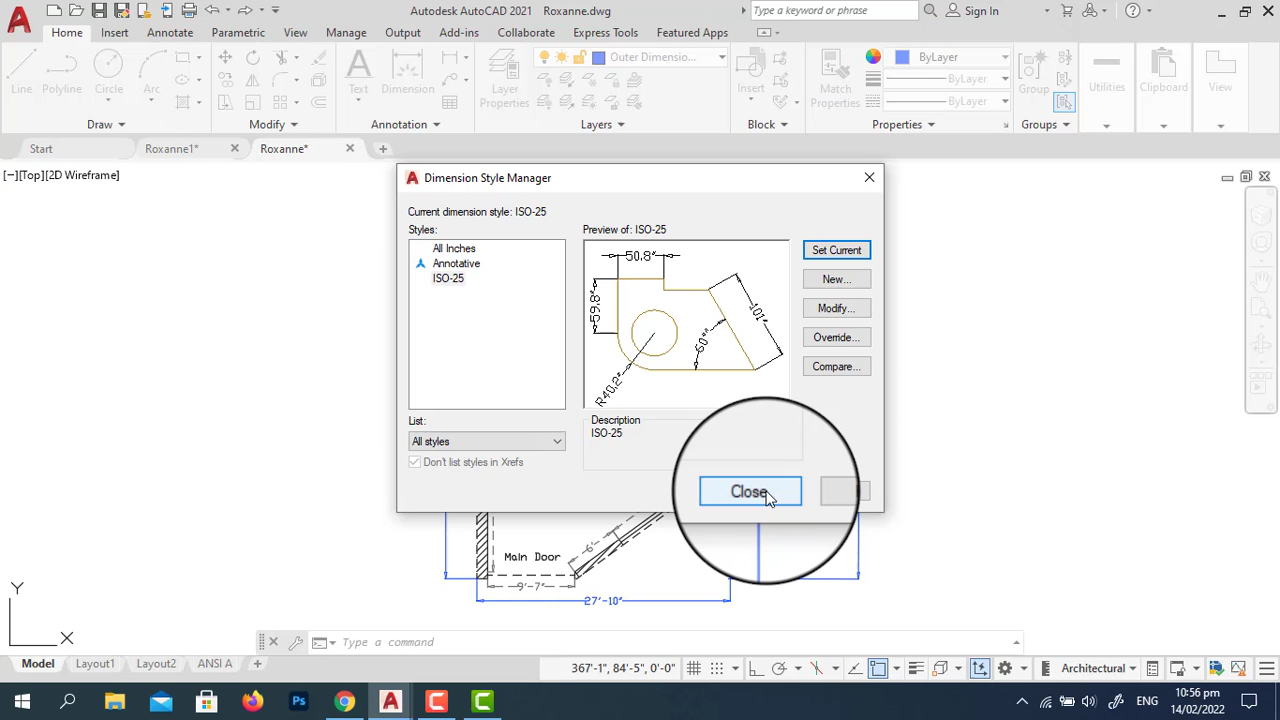 Autodesk AutoCAD 2021 Roxanne.dwg
Type a keyword or phrase
Sign In
Home Insert Annotate Parametric View Manage Output Add-ins Collaborate Express Tools Featured Apps
Line Polyline Circle Arc
Text Dimension
Layer Properties
Outer Dimensio...
Insert
Match Properties
ByLayer
ByLayer
ByLayer
Group
Utilities
Clipboard
View
Draw Modify Annotation Layers Block Properties Groups
Start Roxanne1* Roxanne*
[−][Top][2D Wireframe]
Dimension Style Manager
Current dimension style: ISO-25
Styles:
All Inches
Annotative
ISO-25
Preview of: ISO-25
50.8"
59.8"
101"
60°
R40.2"
Set Current
New...
Modify...
Override...
Compare...
List:
All styles
Don't list styles in Xrefs
Description
ISO-25
Close
Main Door
6'
9'-7"
27'-10"
Y
X
Type a command
Model Layout1 Layout2 ANSI A
367'-1", 84'-5", 0'-0"
Architectural
Ps
ENG
10:56 pm
14/02/2022